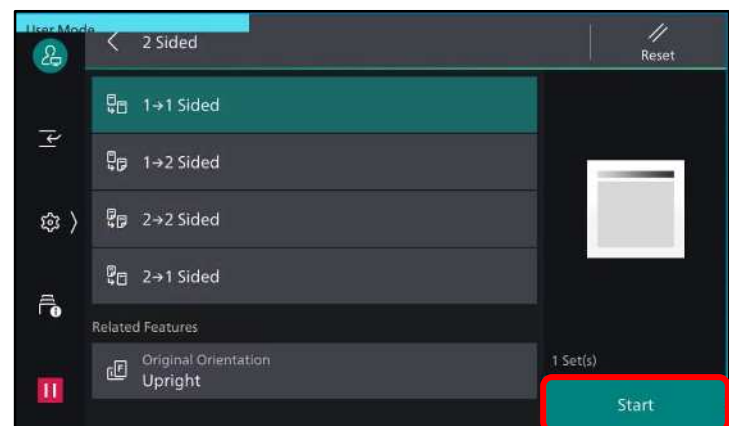 User Mode
2 Sided
Reset
1→1 Sided
1→2 Sided
2→2 Sided
2→1 Sided
Related Features
Original Orientation
Upright
1 Set(s)
Start